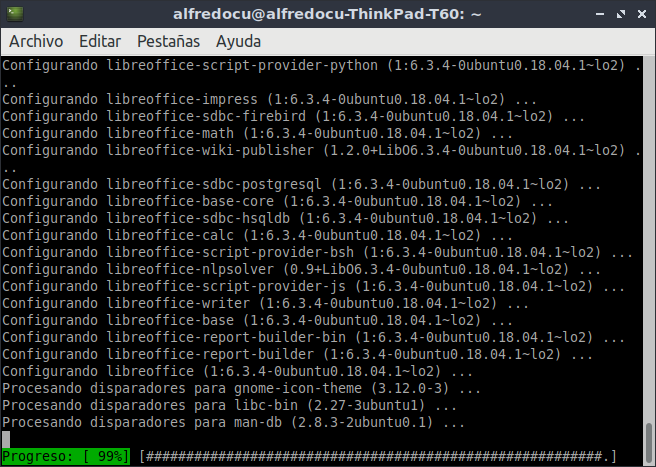 alfredocu@alfredocu-ThinkPad-T60: ~
Archivo Editar Pestañas Ayuda
Configurando libreoffice-script-provider-python (1:6.3.4-0ubuntu0.18.04.1~lo2) .
..
Configurando libreoffice-impress (1:6.3.4-0ubuntu0.18.04.1~lo2) ...
Configurando libreoffice-sdbc-firebird (1:6.3.4-0ubuntu0.18.04.1~lo2) ...
Configurando libreoffice-math (1:6.3.4-0ubuntu0.18.04.1~lo2) ...
Configurando libreoffice-wiki-publisher (1.2.0+LibO6.3.4-0ubuntu0.18.04.1~lo2) .
..
Configurando libreoffice-sdbc-postgresql (1:6.3.4-0ubuntu0.18.04.1~lo2) ...
Configurando libreoffice-base-core (1:6.3.4-0ubuntu0.18.04.1~lo2) ...
Configurando libreoffice-sdbc-hsqldb (1:6.3.4-0ubuntu0.18.04.1~lo2) ...
Configurando libreoffice-calc (1:6.3.4-0ubuntu0.18.04.1~lo2) ...
Configurando libreoffice-script-provider-bsh (1:6.3.4-0ubuntu0.18.04.1~lo2) ...
Configurando libreoffice-nlpsolver (0.9+LibO6.3.4-0ubuntu0.18.04.1~lo2) ...
Configurando libreoffice-script-provider-js (1:6.3.4-0ubuntu0.18.04.1~lo2) ...
Configurando libreoffice-writer (1:6.3.4-0ubuntu0.18.04.1~lo2) ...
Configurando libreoffice-base (1:6.3.4-0ubuntu0.18.04.1~lo2) ...
Configurando libreoffice-report-builder-bin (1:6.3.4-0ubuntu0.18.04.1~lo2) ...
Configurando libreoffice-report-builder (1:6.3.4-0ubuntu0.18.04.1~lo2) ...
Configurando libreoffice (1:6.3.4-0ubuntu0.18.04.1~lo2) ...
Procesando disparadores para gnome-icon-theme (3.12.0-3) ...
Procesando disparadores para libc-bin (2.27-3ubuntu1) ...
Procesando disparadores para man-db (2.8.3-2ubuntu0.1) ...
Progreso: [ 99%] [#########################################################.]